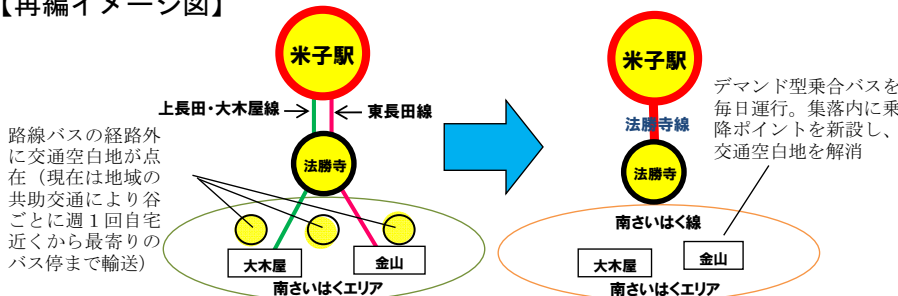 【再編イメージ図】
米子駅
上長田・大木屋線
東長田線
法勝寺
路線バスの経路外
に交通空白地が点
在（現在は地域の
共助交通により谷
ごとに週１回自宅
近くから最寄りの
バス停まで輸送）
大木屋
金山
南さいはくエリア
米子駅
法勝寺線
法勝寺
デマンド型乗合バスを
毎日運行。集落内に乗
降ポイントを新設し、
交通空白地を解消
南さいはく線
大木屋
金山
南さいはくエリア